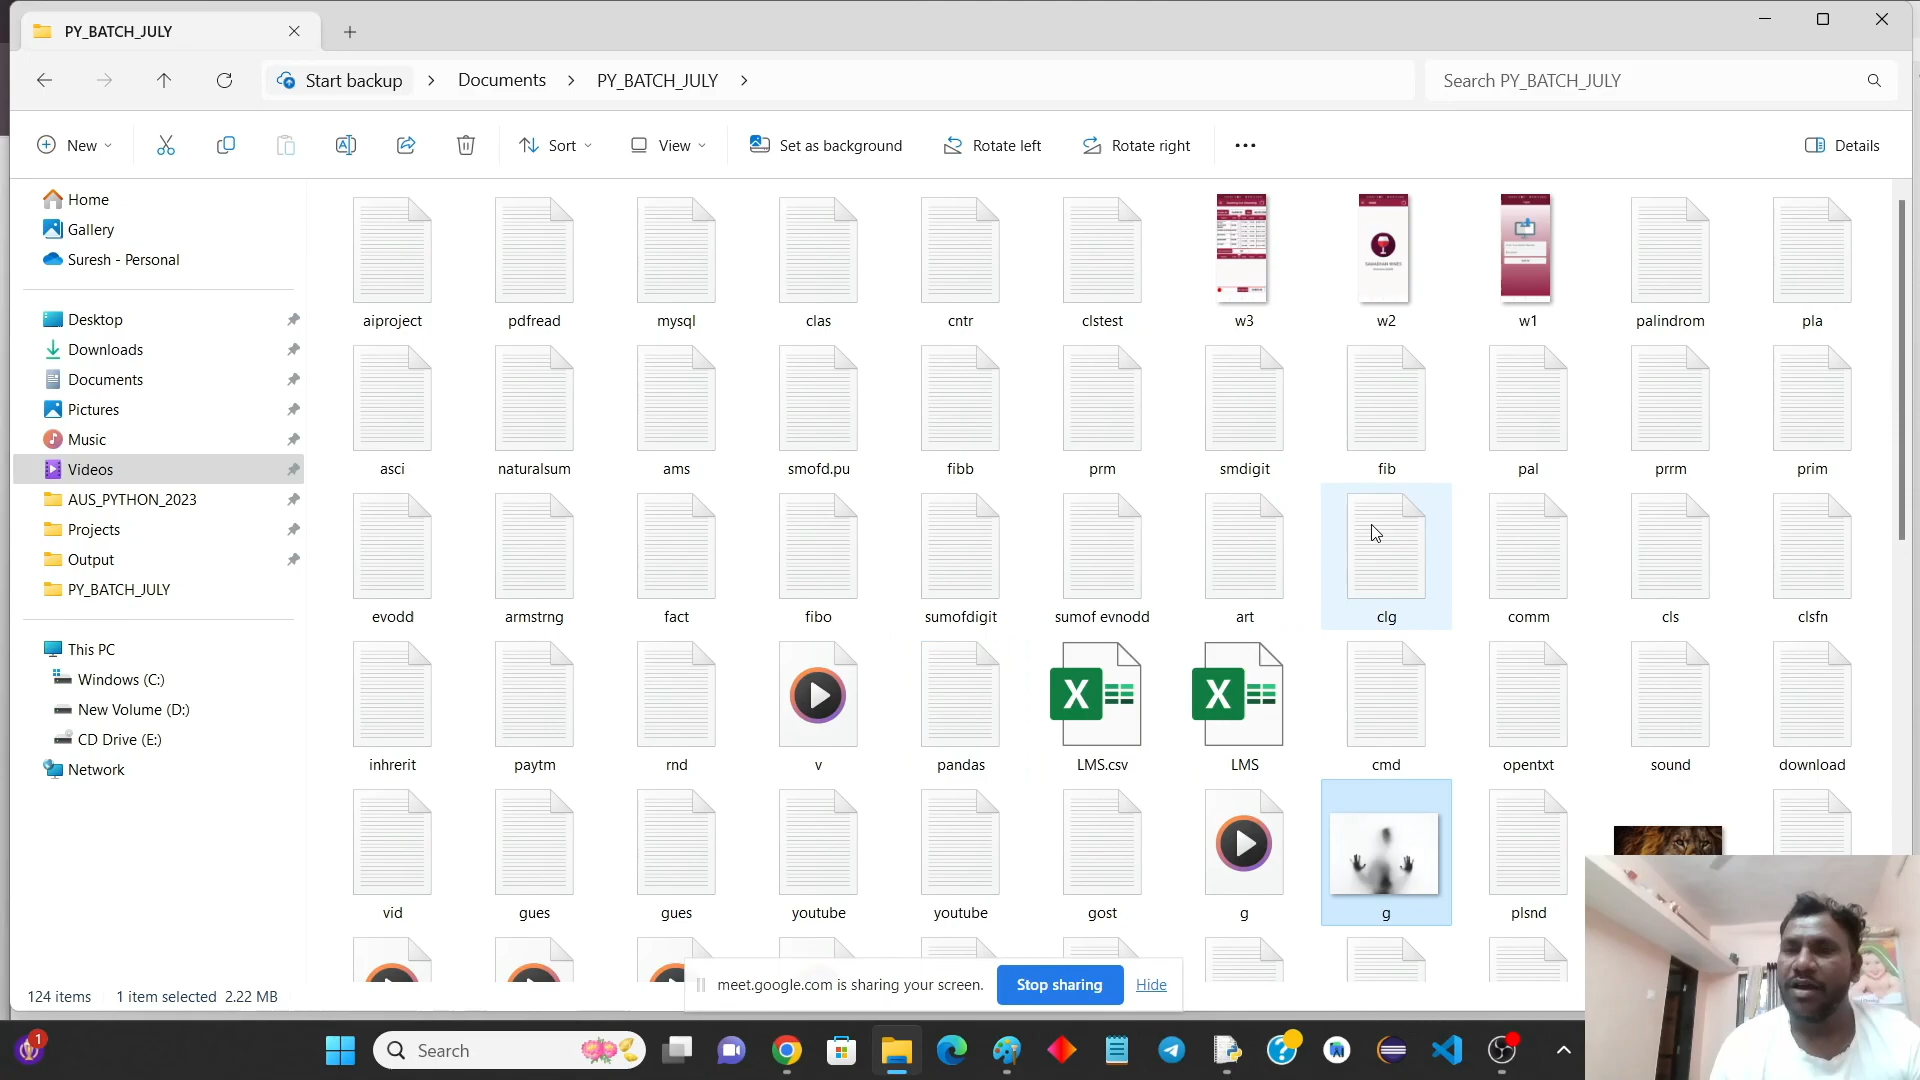 PY_BATCH_JULY
Start backup > Documents > PY_BATCH_JULY >
Search PY_BATCH_JULY
New
Sort
View
Set as background
Rotate left
Rotate right
Details
Home
Gallery
Suresh - Personal
Desktop
Downloads
Documents
Pictures
Music
Videos
AUS_PYTHON_2023
Projects
Output
PY_BATCH_JULY
This PC
Windows (C:)
New Volume (D:)
CD Drive (E:)
Network
aiproject pdfread mysql clas cntr clstest w3 w2 w1 palindrom pla
asci naturalsum ams smofd.pu fibb prm smdigit fib pal prrm prim
evodd armstrng fact fibo sumofdigit sumof evnodd art clg comm cls clsfn
inhrerit paytm rnd v pandas LMS.csv LMS cmd opentxt sound download
vid gues gues youtube youtube gost g g plsnd
124 items 1 item selected 2.22 MB
meet.google.com is sharing your screen. Stop sharing Hide
1
Search